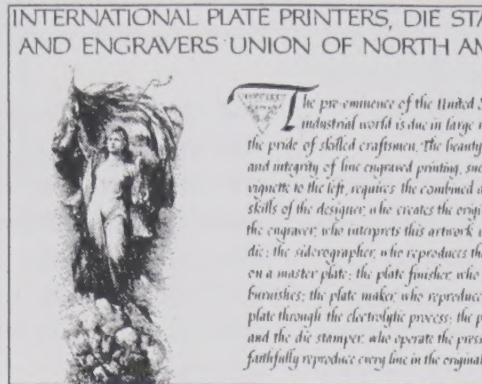 INTERNATIONAL PLATE PRINTERS, DIE STA
AND ENGRAVERS' UNION OF NORTH AM
The pre-eminence of the United S
industrial world is due in large
the pride of skilled craftsmen. The beauty
and integrity of line engraved printing, suc
vignette to the left, requires the combined
skills of the designer, who creates the origi
the engraver, who interprets this artwork
die; the siderographer, who reproduces th
on a master plate; the plate finisher, who
burnishes; the plate maker, who reproduce
plate through the electrolytic process; the p
and the die stamper, who operate the press
faithfully reproduce every line in the original